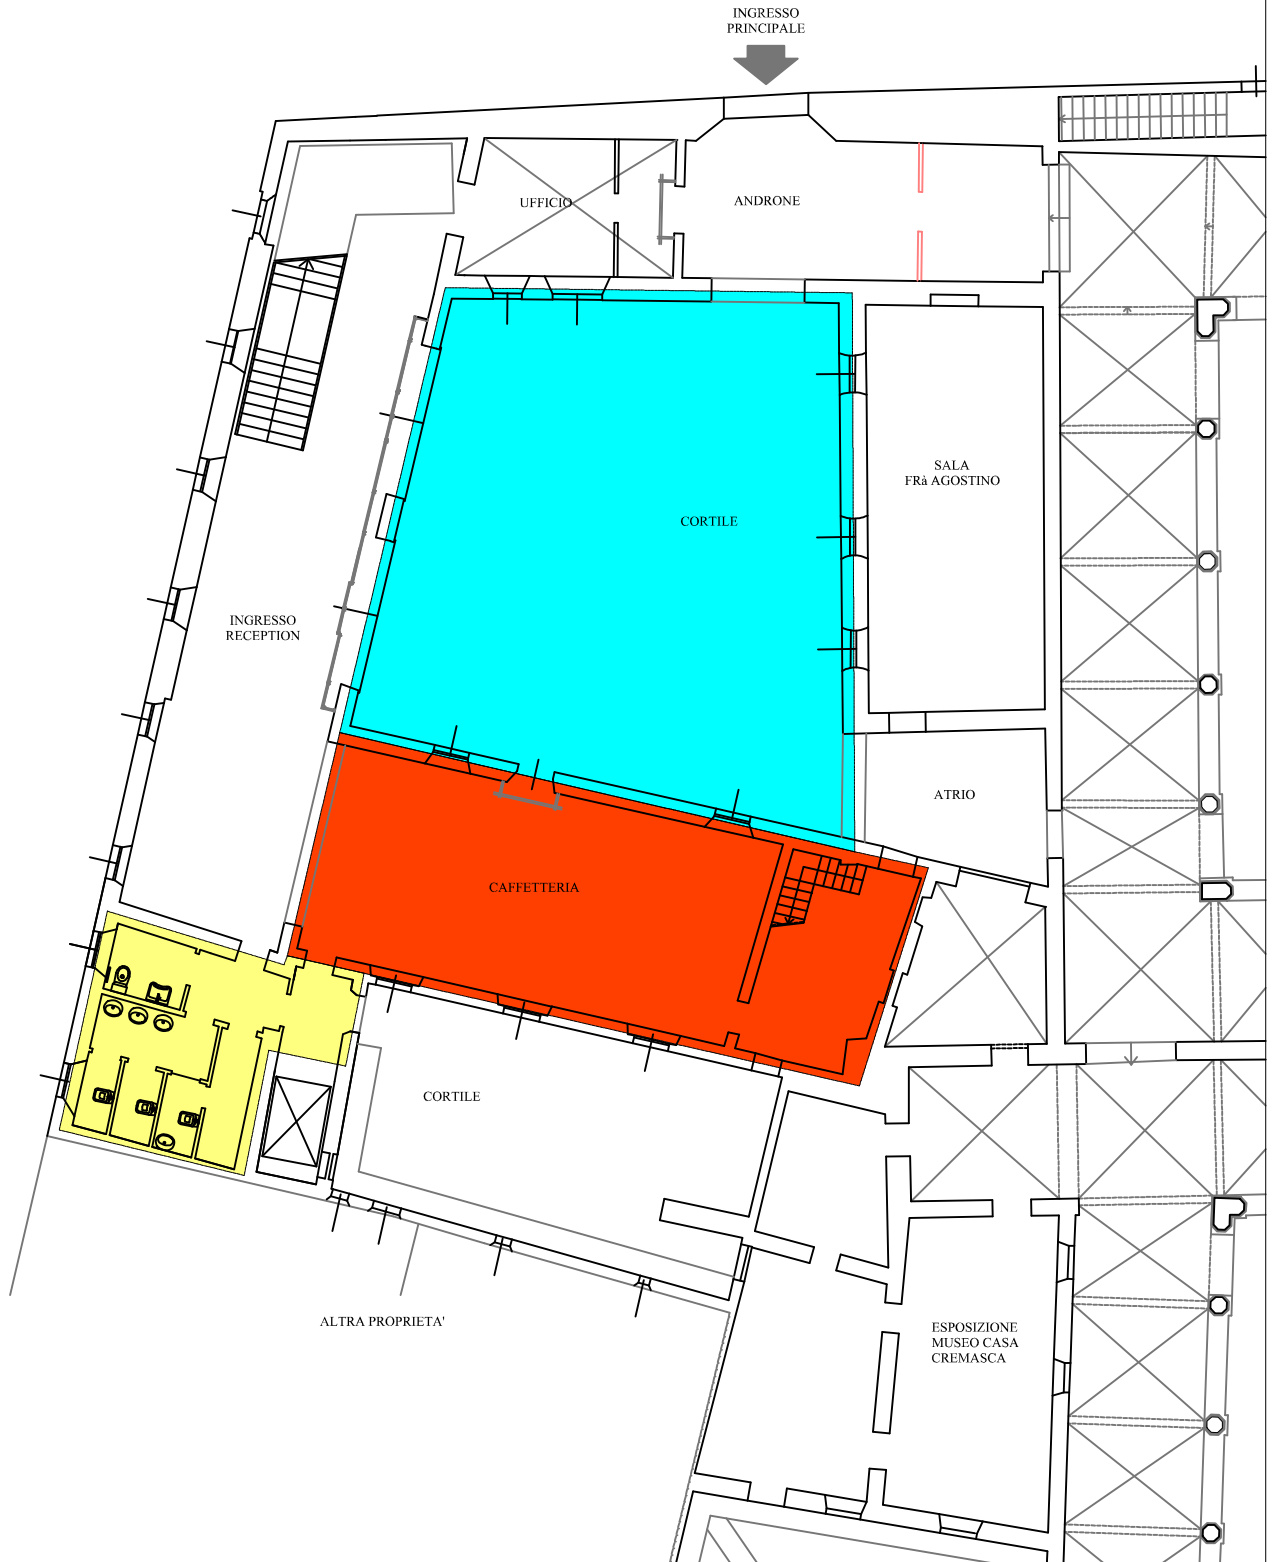 INGRESSO
PRINCIPALE
UFFICIO
ANDRONE
SALA
FRà AGOSTINO
CORTILE
INGRESSO
RECEPTION
ATRIO
CAFFETTERIA
CORTILE
ALTRA PROPRIETA'
ESPOSIZIONE
MUSEO CASA
CREMASCA